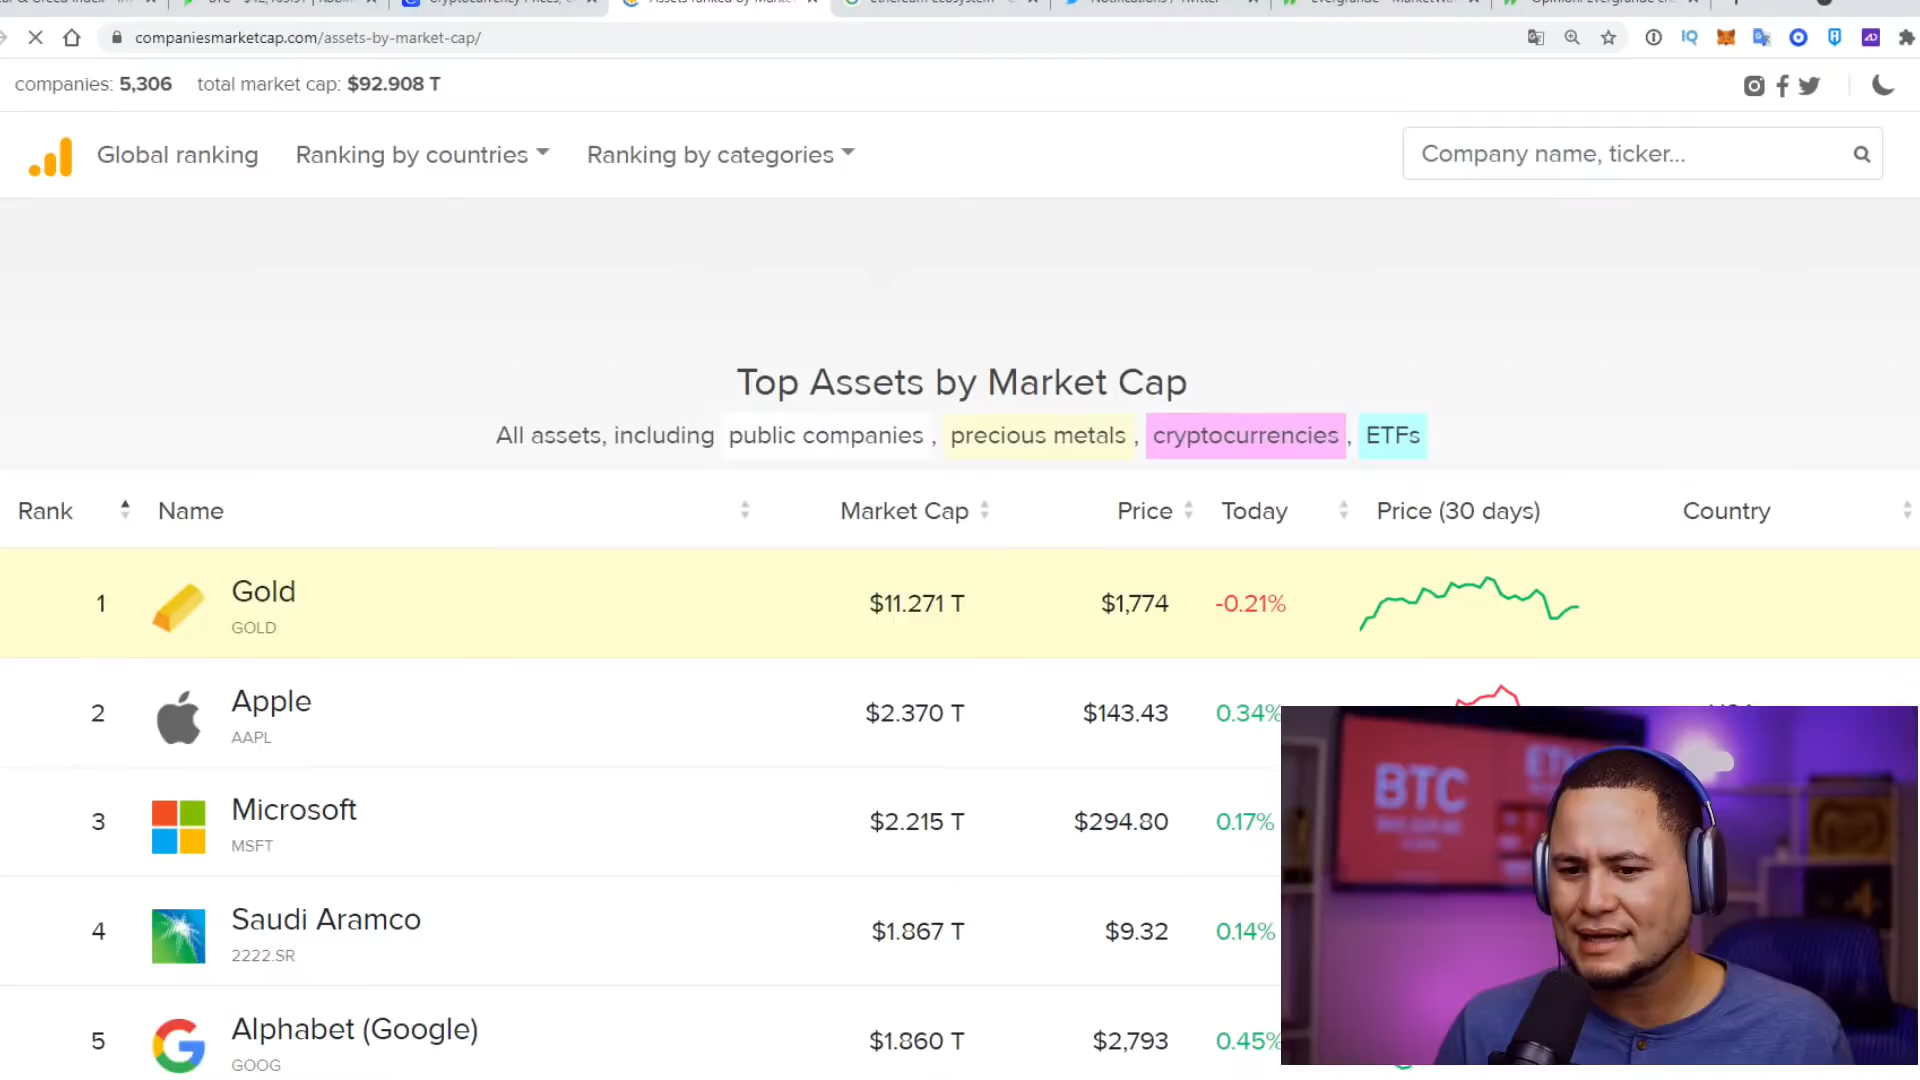 companiesmarketcap.com/assets-by-market-cap/
companies: 5,306 total market cap: $92.908 T
Global ranking Ranking by countries Ranking by categories
Company name, ticker...
Top Assets by Market Cap
All assets, including public companies , precious metals , cryptocurrencies , ETFs
Rank Name Market Cap Price Today Price (30 days) Country
1 Gold $11.271 T $1,774 -0.21%
GOLD
2 Apple $2.370 T $143.43 0.34%
AAPL
3 Microsoft $2.215 T $294.80 0.17%
MSFT
4 Saudi Aramco $1.867 T $9.32 0.14%
2222.SR
5 Alphabet (Google) $1.860 T $2,793 0.45%
GOOG
BTC